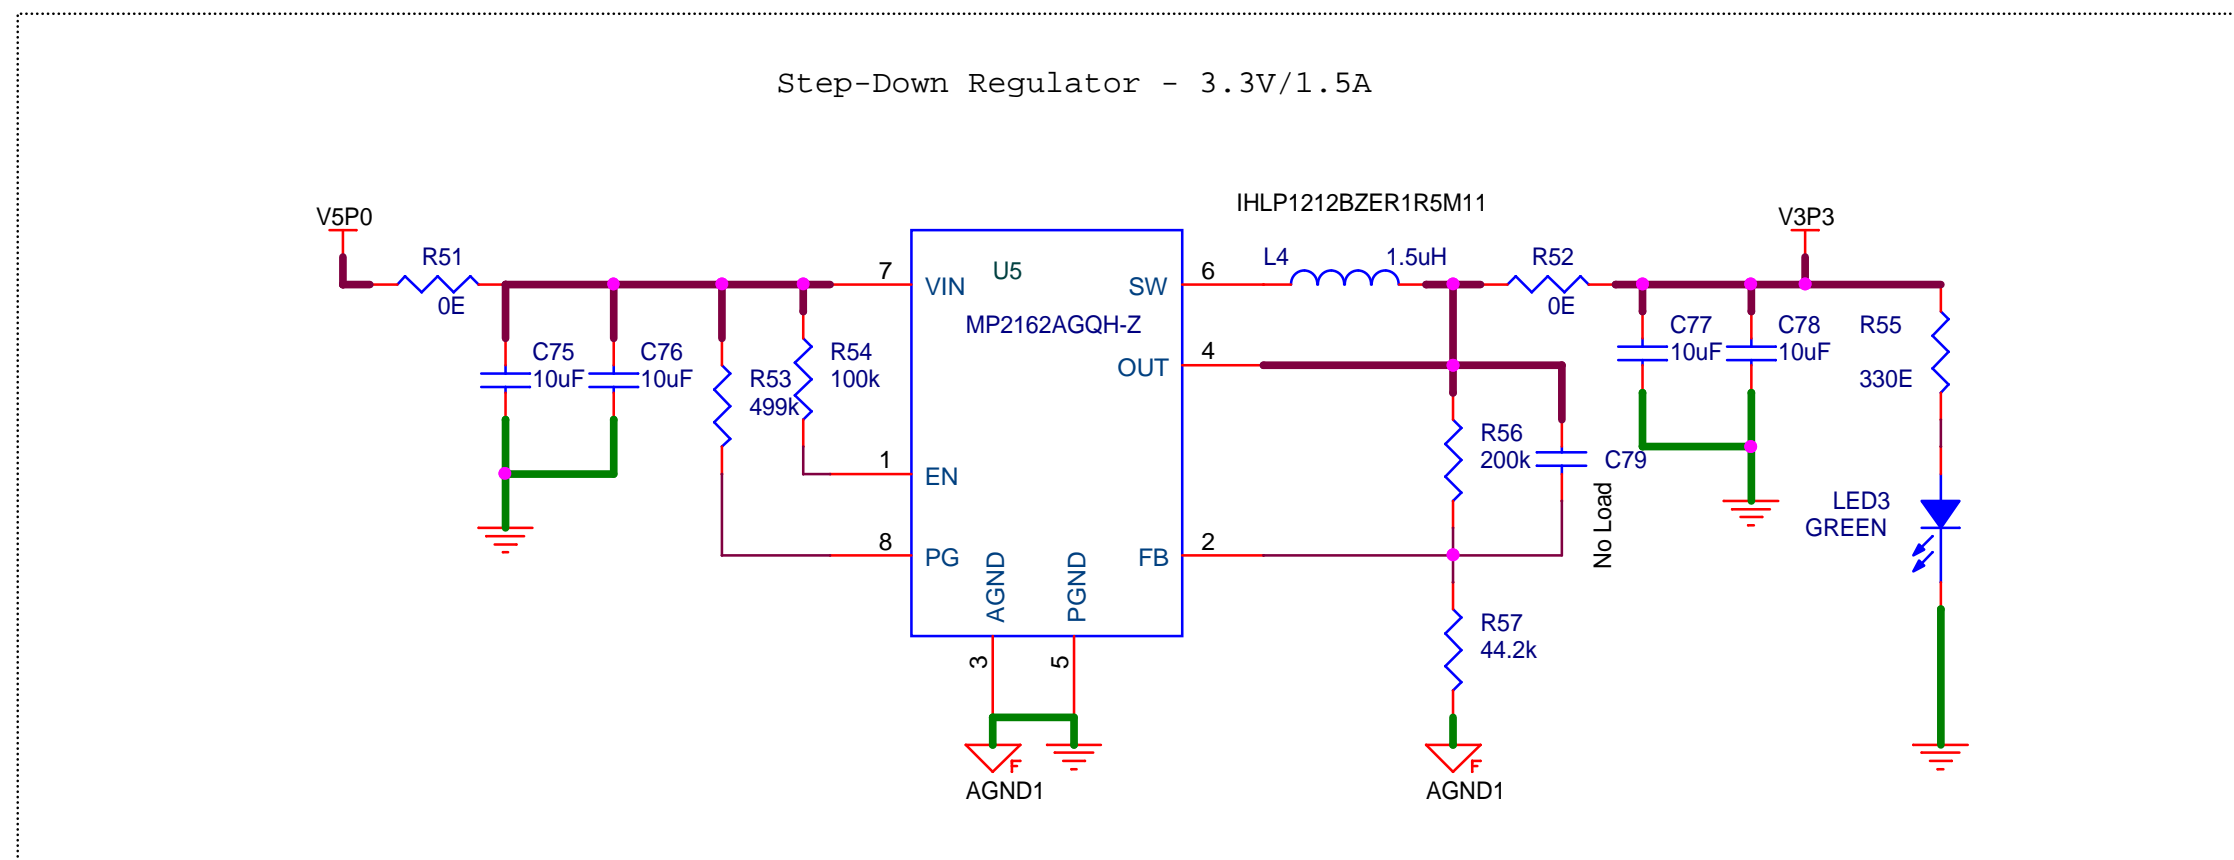 Step-Down Regulator - 3.3V/1.5A
IHLP1212BZER1R5M11
V5P0
V3P3
R51
0E
7
VIN
U5
MP2162AGQH-Z
SW
6
L4
1.5uH
R52
0E
C75
10uF
C76
10uF
R53
499k
R54
100k
OUT
4
C77
10uF
C78
10uF
R55
330E
1
EN
R56
200k
C79
No Load
LED3
GREEN
8
PG
AGND
PGND
FB
2
3
5
R57
44.2k
F
AGND1
F
AGND1